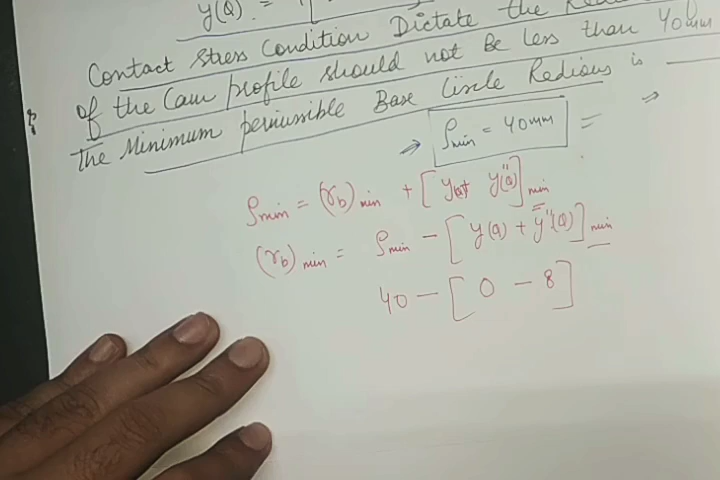 y(θ) =
Contact Stress Condition Dictate the
of the Cam profile should not Be less than 40mm
The Minimum permissible Base Circle Radious is
⇒ ρmin = 40mm =
ρmin = (rb)min + [y(θ)+ y''(θ)]min
(rb)min = ρmin - [y(θ) + y''(θ)]min
40 - [0 - 8]